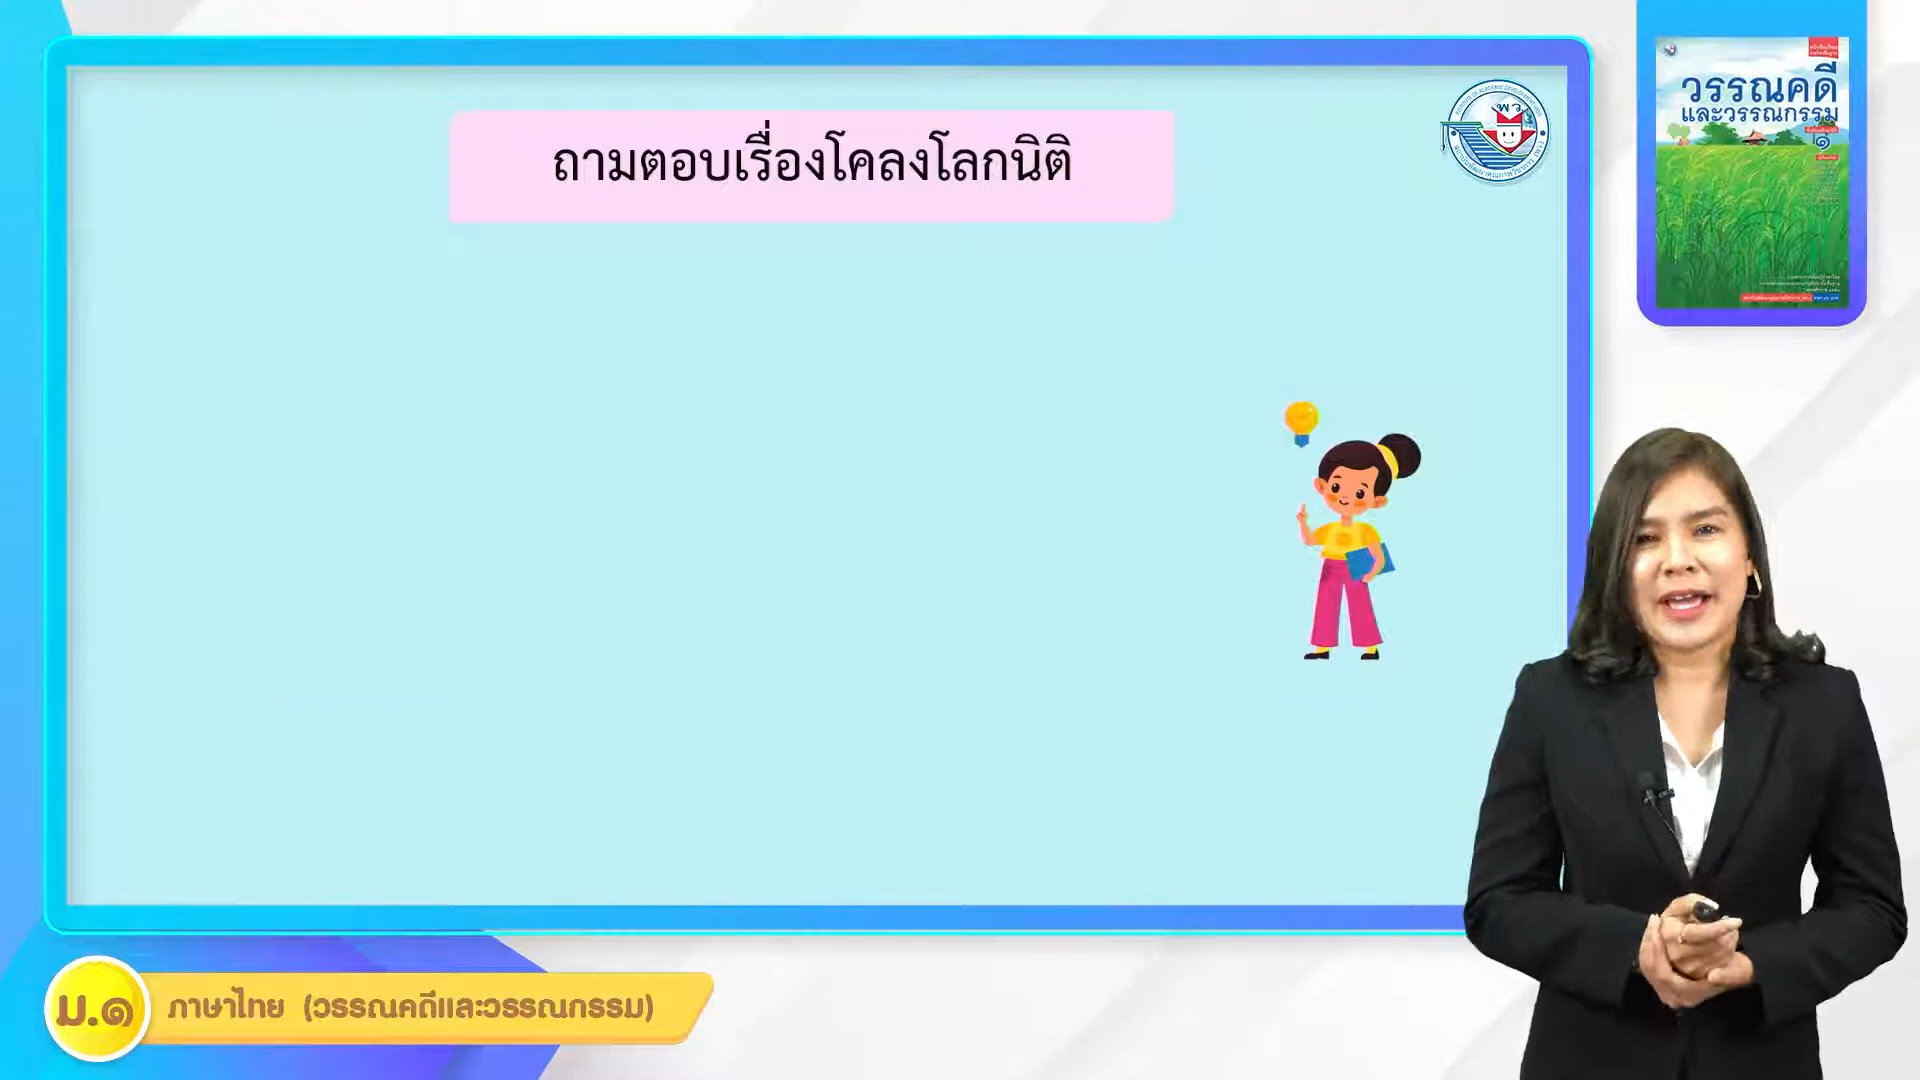 ถามตอบเรื่องโคลงโลกนิติ
พว.
วรรณคดี
และวรรณกรรม
๑
ม.๑ ภาษาไทย (วรรณคดีและวรรณกรรม)